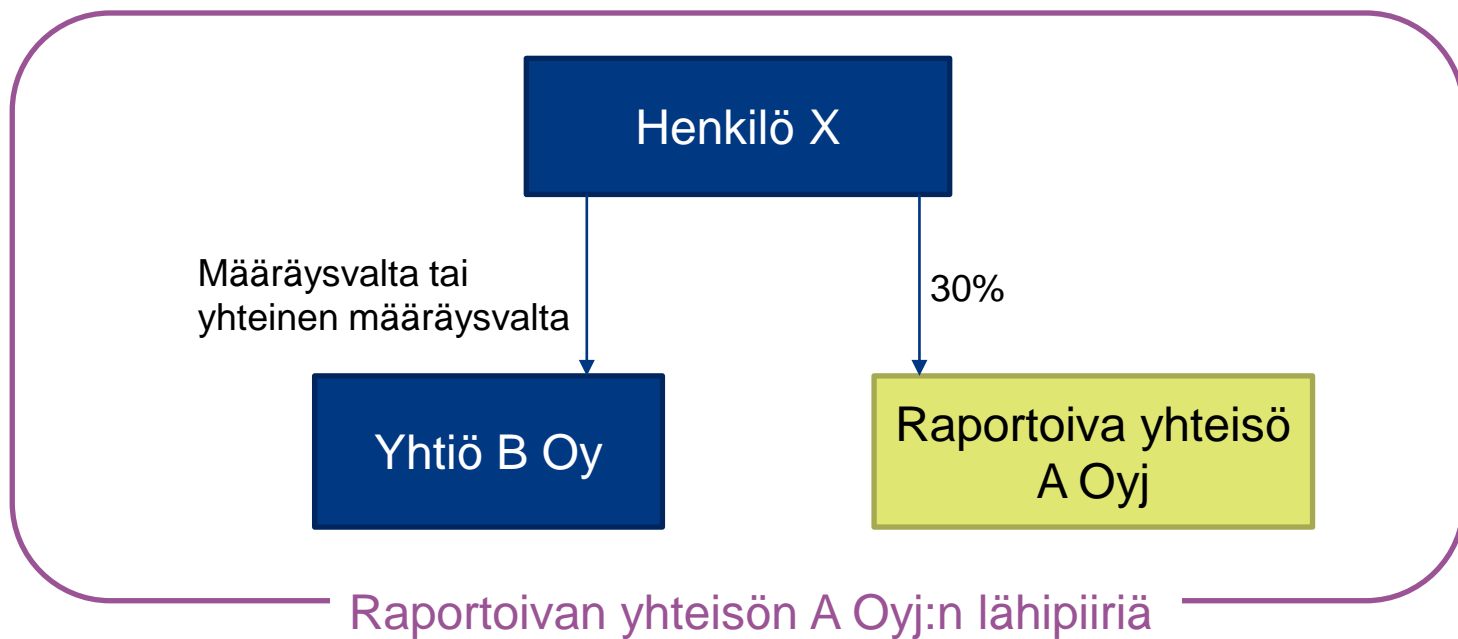 Henkilö X
Määräysvalta tai
yhteinen määräysvalta
30%
Yhtiö B Oy
Raportoiva yhteisö
A Oyj
Raportoivan yhteisön A Oyj:n lähipiiriä